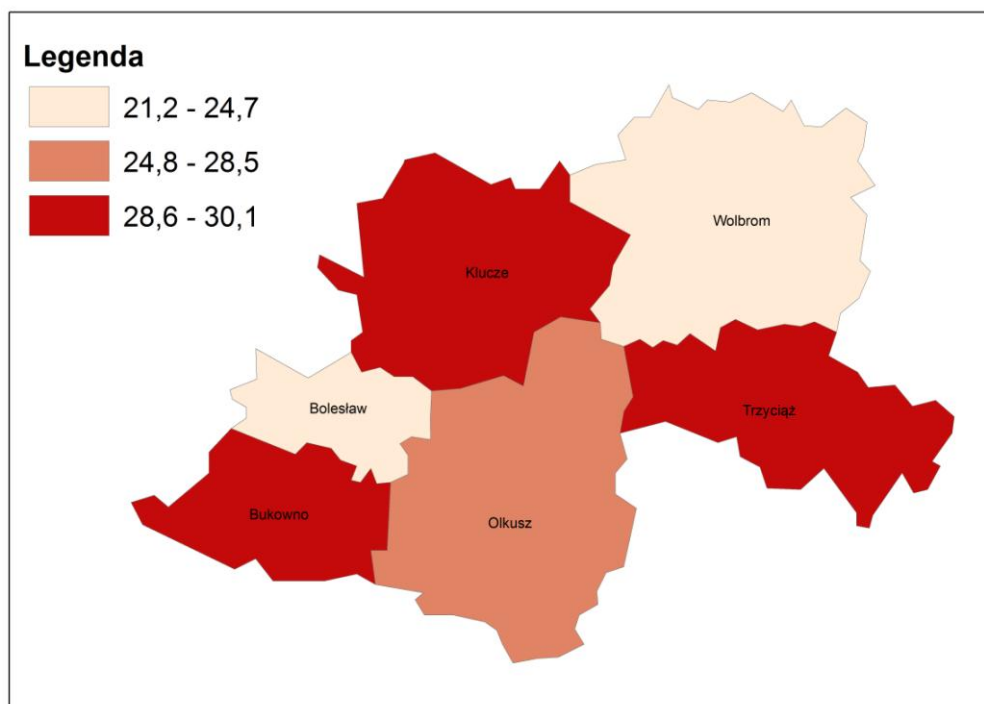 Legenda
21,2 - 24,7
24,8 - 28,5
28,6 - 30,1
Wolbrom
Klucze
Bolesław
Trzyciąż
Bukowno
Olkusz